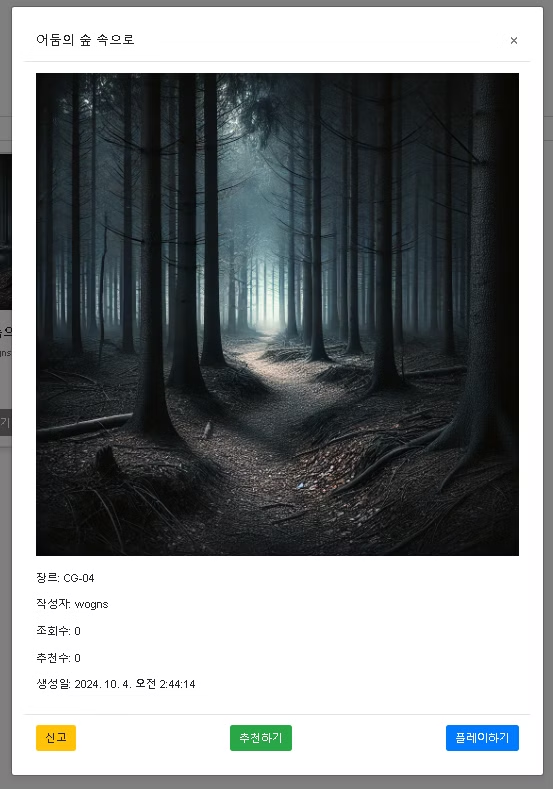 어둠의 숲 속으로
×
장르: CG-04
작성자: wogns
조회수: 0
추천수: 0
생성일: 2024. 10. 4. 오전 2:44:14
신고
추천하기
플레이하기